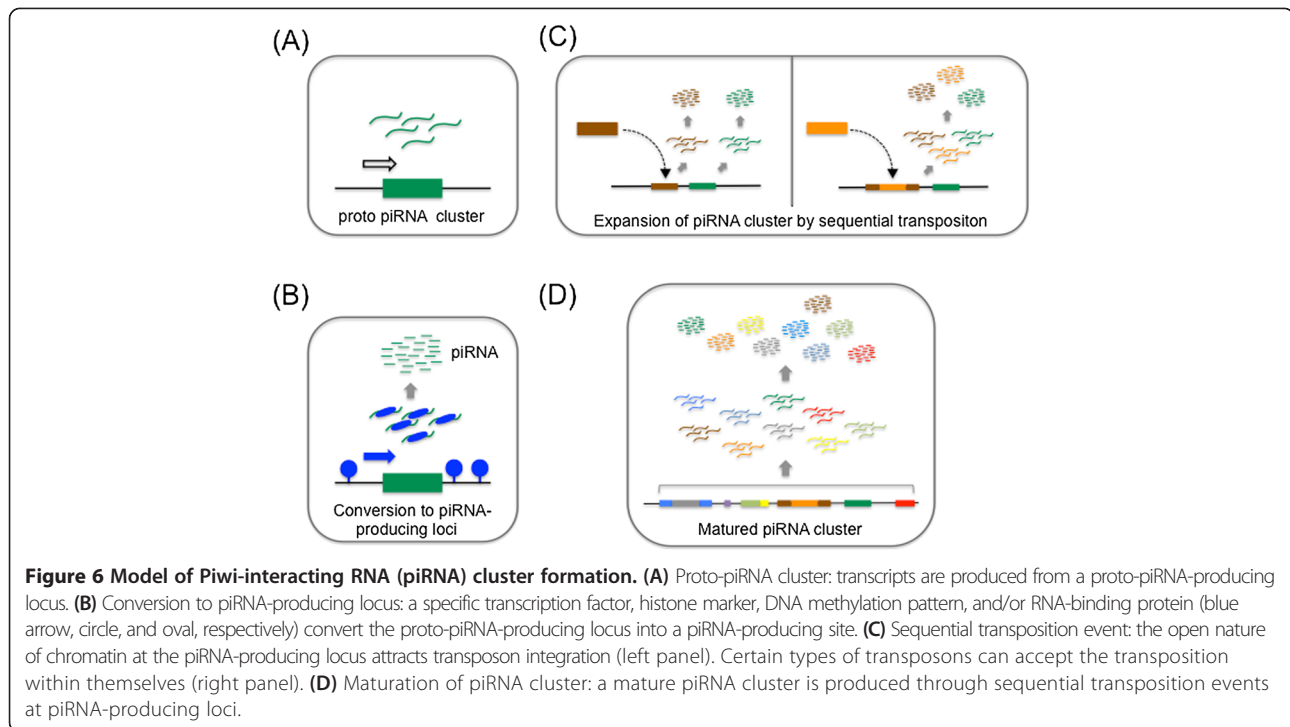 (A)
proto piRNA cluster
(C)
Expansion of piRNA cluster by sequential transpositon
(B)
piRNA
Conversion to piRNA-
producing loci
(D)
Matured piRNA cluster
Figure 6 Model of Piwi-interacting RNA (piRNA) cluster formation. (A) Proto-piRNA cluster: transcripts are produced from a proto-piRNA-producing
locus. (B) Conversion to piRNA-producing locus: a specific transcription factor, histone marker, DNA methylation pattern, and/or RNA-binding protein (blue
arrow, circle, and oval, respectively) convert the proto-piRNA-producing locus into a piRNA-producing site. (C) Sequential transposition event: the open nature
of chromatin at the piRNA-producing locus attracts transposon integration (left panel). Certain types of transposons can accept the transposition
within themselves (right panel). (D) Maturation of piRNA cluster: a mature piRNA cluster is produced through sequential transposition events
at piRNA-producing loci.